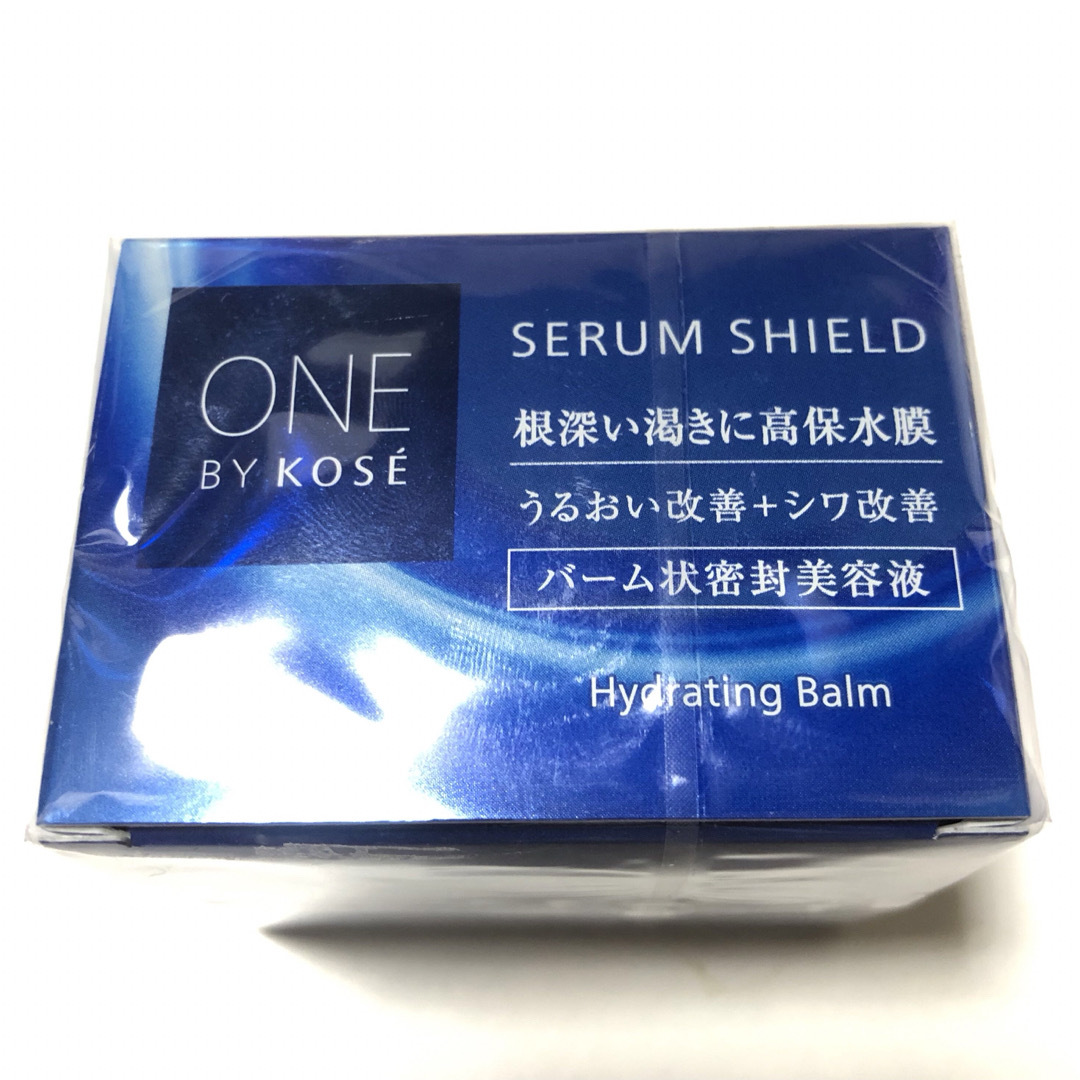 ONE
BY KOSÉ
SERUM SHIELD
根深い渇きに高保水膜
うるおい改善+シワ改善
バーム状密封美容液
Hydrating Balm